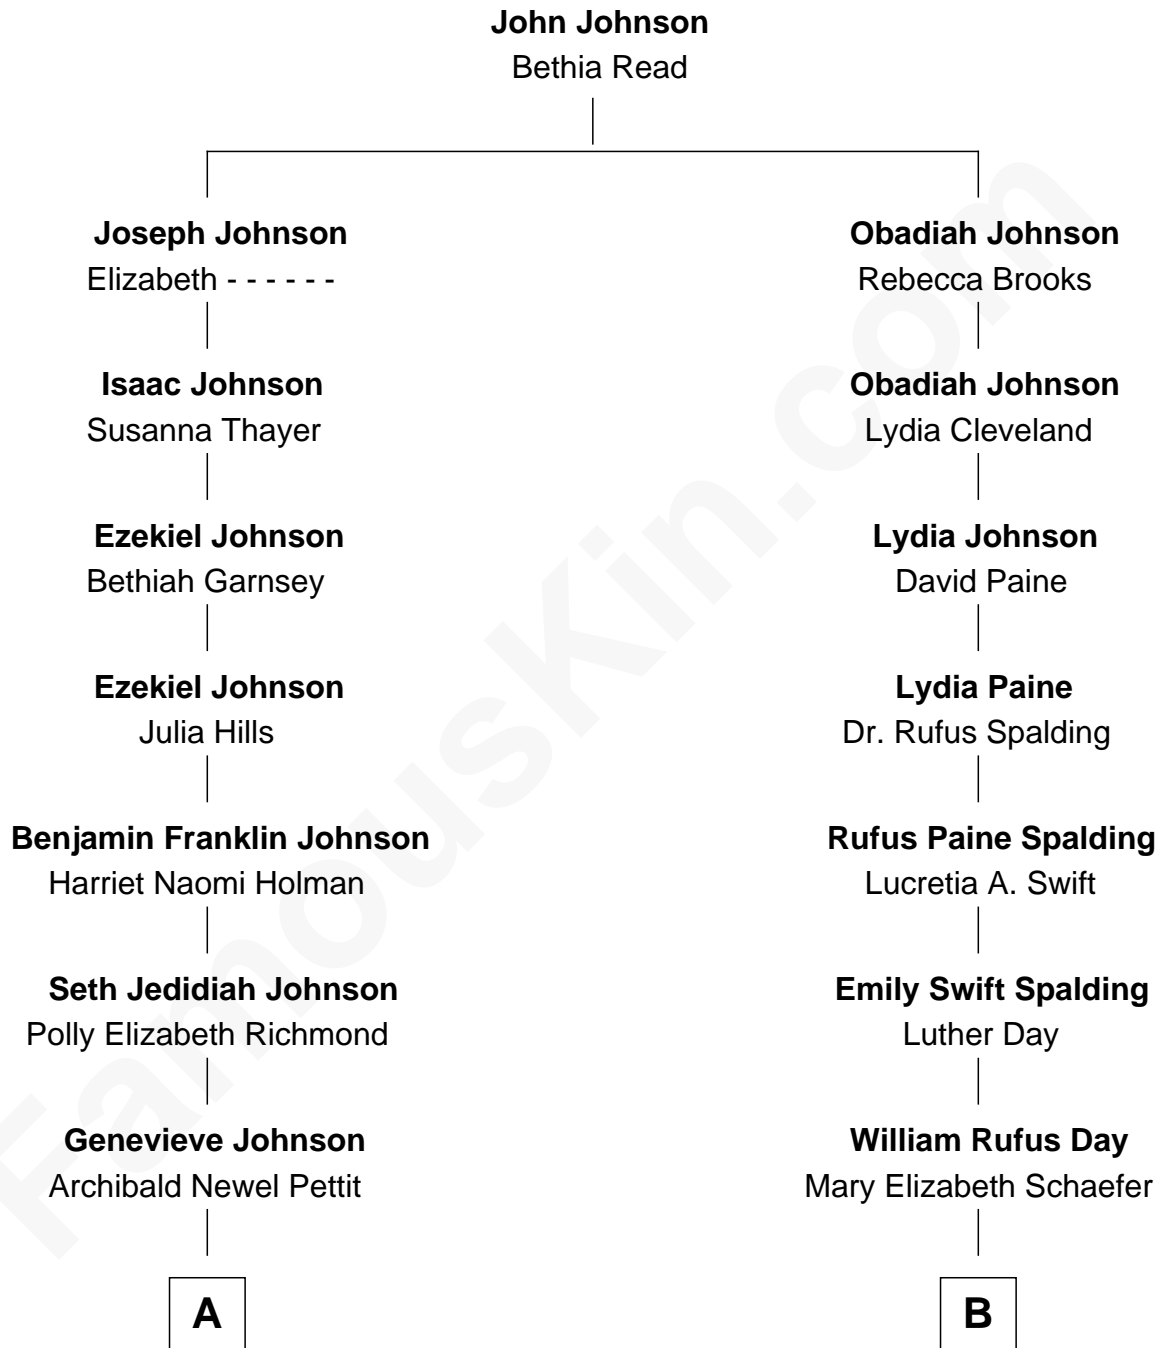 John Johnson
Bethia Read
Joseph Johnson
Elizabeth - - - - - -
Obadiah Johnson
Rebecca Brooks
Isaac Johnson
Susanna Thayer
Obadiah Johnson
Lydia Cleveland
Ezekiel Johnson
Bethiah Garnsey
Lydia Johnson
David Paine
Ezekiel Johnson
Julia Hills
Lydia Paine
Dr. Rufus Spalding
Benjamin Franklin Johnson
Harriet Naomi Holman
Rufus Paine Spalding
Lucretia A. Swift
Seth Jedidiah Johnson
Polly Elizabeth Richmond
Emily Swift Spalding
Luther Day
Genevieve Johnson
Archibald Newel Pettit
William Rufus Day
Mary Elizabeth Schaefer
A
B
FamousKin.com